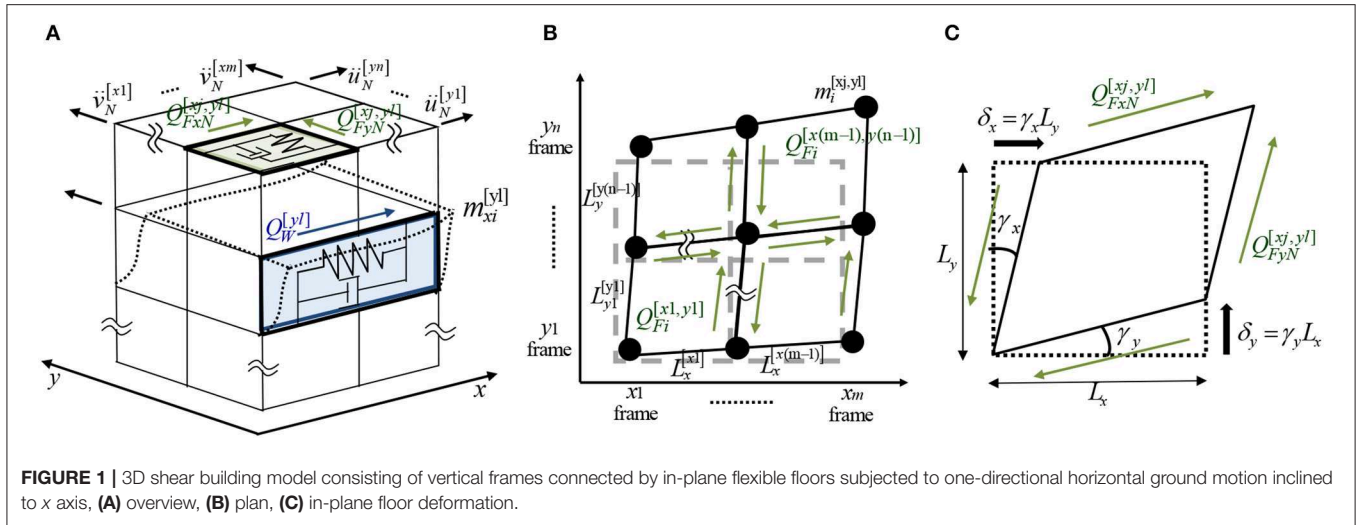 A
v̈_N^[x1]
v̈_N^[xm]
ü_N^[yn]
ü_N^[y1]
Q_FxN^[xj,yl]
Q_FyN^[xj,yl]
Q_W^[yl]
m_xi^[yl]
y
x
B
yn
frame
y1
frame
m_i^[xj,yl]
Q_Fi^[x(m−1),y(n−1)]
L_y^[y(n−1)]
L_y1^[y1]
Q_Fi^[x1,y1]
L_x^[x1]
L_x^[x(m−1)]
x1
frame
xm
frame
C
Q_FxN^[xj,yl]
δ_x = γ_x L_y
γ_x
L_y
Q_FyN^[xj,yl]
γ_y
δ_y = γ_y L_x
L_x
FIGURE 1 | 3D shear building model consisting of vertical frames connected by in-plane flexible floors subjected to one-directional horizontal ground motion inclined
to x axis, (A) overview, (B) plan, (C) in-plane floor deformation.